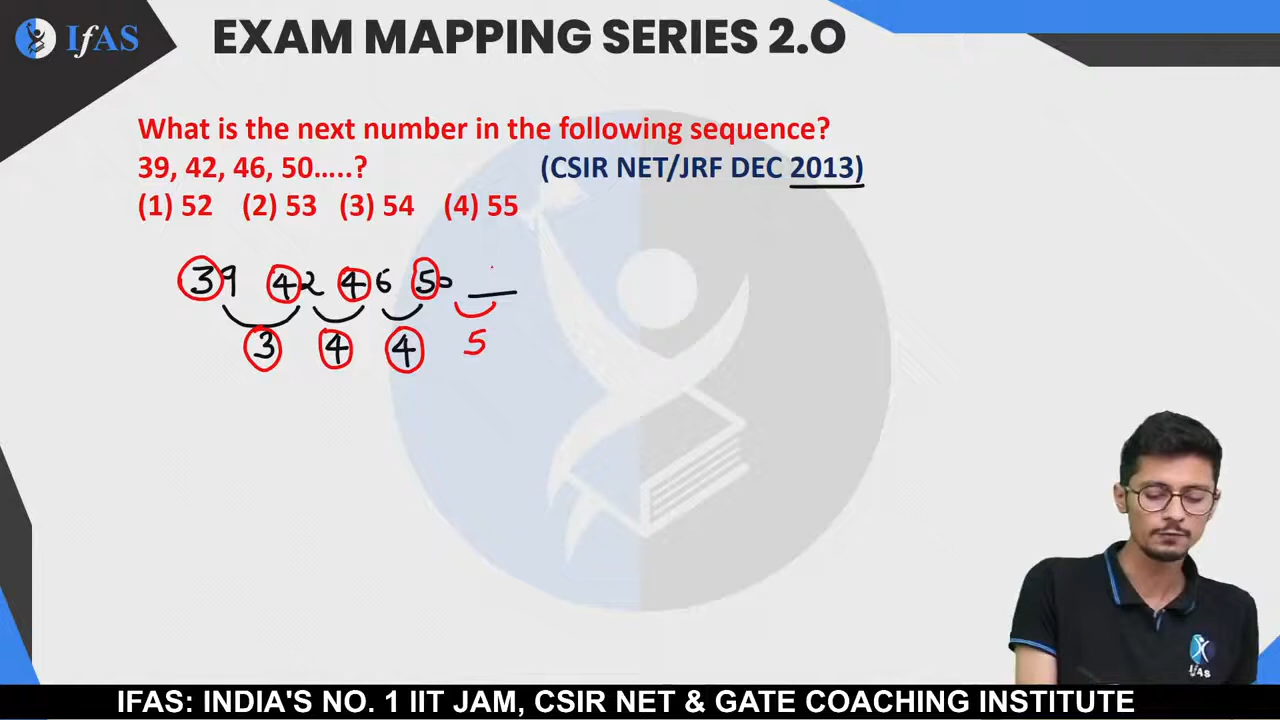 IfAS
EXAM MAPPING SERIES 2.O
What is the next number in the following sequence?
39, 42, 46, 50.....? (CSIR NET/JRF DEC 2013)
(1) 52 (2) 53 (3) 54 (4) 55
39 42 46 50
3 4 4 5
IfAS
IFAS: INDIA'S NO. 1 IIT JAM, CSIR NET & GATE COACHING INSTITUTE